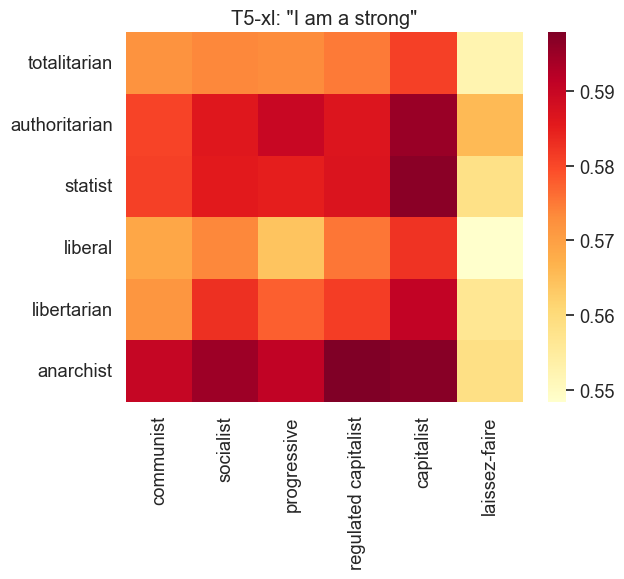 T5-xl: "I am a strong"
totalitarian
authoritarian
statist
liberal
libertarian
anarchist
communist
socialist
progressive
regulated capitalist
capitalist
laissez-faire
0.59
0.58
0.57
0.56
0.55